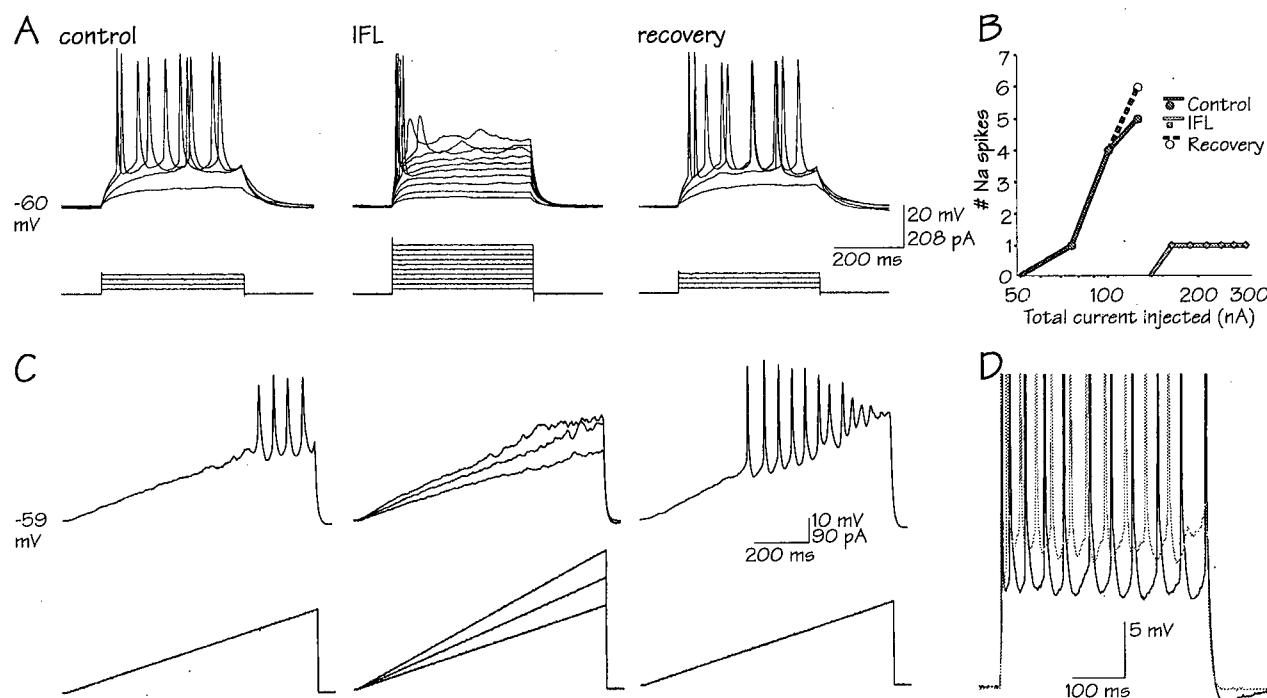 A
control
IFL
recovery
-60
mV
20 mV
208 pA
200 ms
B
7
6
5
4
3
2
1
0
# Na spikes
Control
IFL
Recovery
50
100
200
300
Total current injected (nA)
C
-59
mV
10 mV
90 pA
200 ms
D
5 mV
100 ms